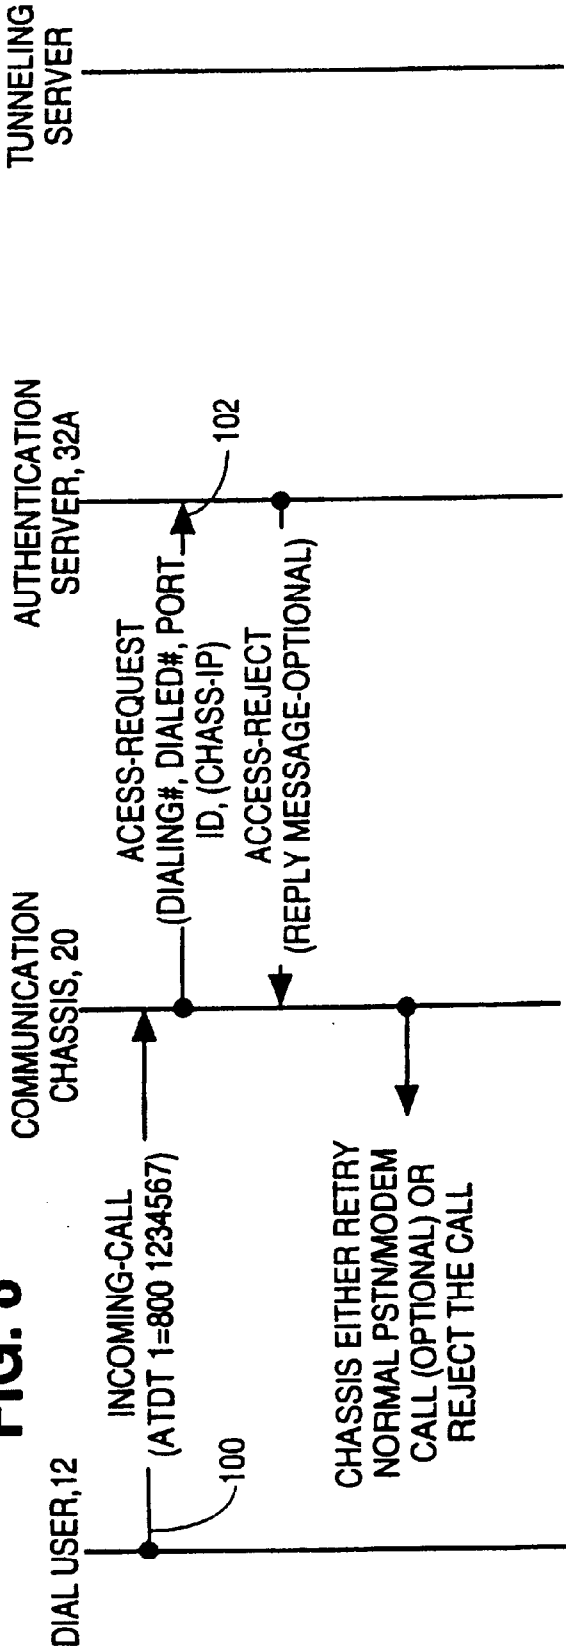 FIG.
DIAL USER,12
COMMUNICATION
CHASSIS, 20
AUTHENTICATION
SERVER, 32A
TUNNELING
SERVER
INCOMING-CALL
(ATDT 1=800 1234567)
100
ACESS-REQUEST
(DIALING#, DIALED#, PORT
ID, (CHASS-IP)
102
ACCESS-REJECT
(REPLY MESSAGE-OPTIONAL)
CHASSIS EITHER RETRY
NORMAL PSTN/MODEM
CALL (OPTIONAL) OR
REJECT THE CALL